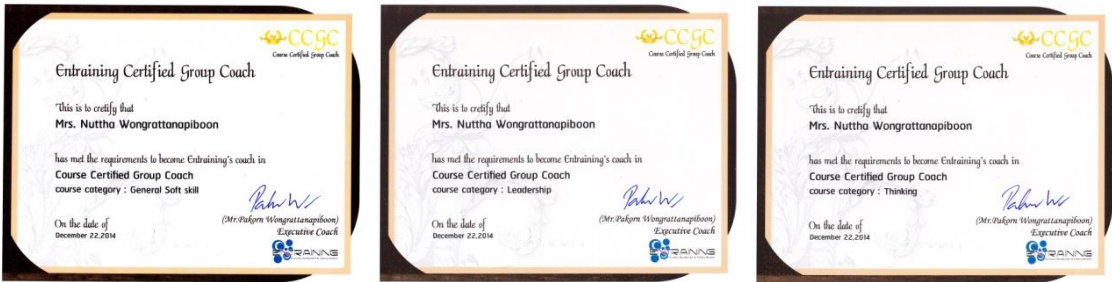 CCGC
Course Certified Group Coach
Entraining Certified Group Coach
This is to cretify that
Mrs. Nuttha Wongrattanapiboon
has met the requirements to become Entraining's coach in
Course Certified Group Coach
course category : General Soft skill
(Mr.Pakorn Wongrattanapiboon)
On the date of
Executive Coach
December 22,2014
CCGC
Course Certified Group Coach
Entraining Certified Group Coach
This is to cretify that
Mrs. Nuttha Wongrattanapiboon
has met the requirements to become Entraining's coach in
Course Certified Group Coach
course category : Leadership
(Mr.Pakorn Wongrattanapiboon)
On the date of
Executive Coach
December 22,2014
CCGC
Course Certified Group Coach
Entraining Certified Group Coach
This is to cretify that
Mrs. Nuttha Wongrattanapiboon
has met the requirements to become Entraining's coach in
Course Certified Group Coach
course category : Thinking
(Mr.Pakorn Wongrattanapiboon)
On the date of
Executive Coach
December 22,2014